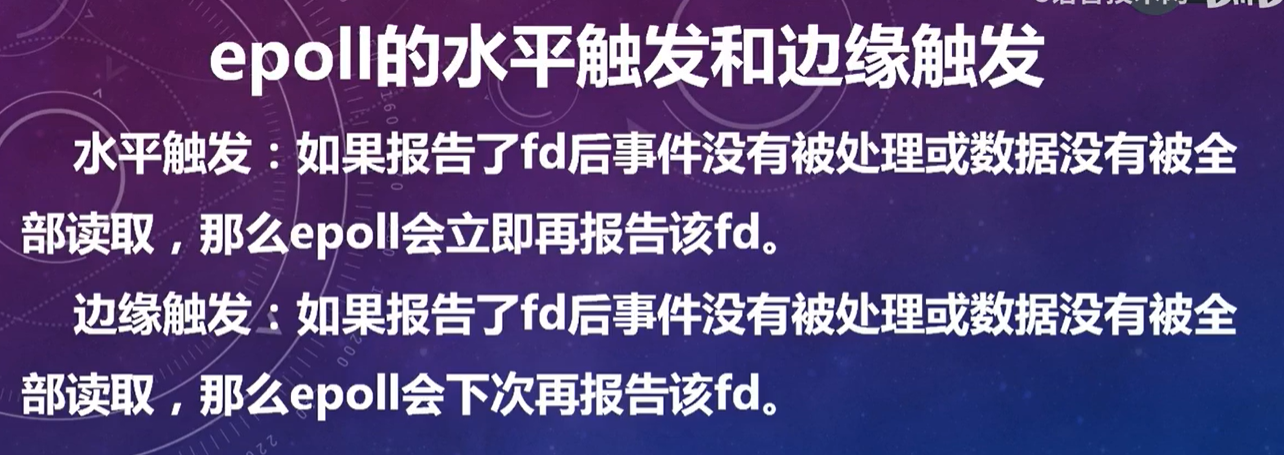 epoll的水平触发和边缘触发
水平触发：如果报告了fd后事件没有被处理或数据没有被全
部读取，那么epoll会立即再报告该fd。
边缘触发：如果报告了fd后事件没有被处理或数据没有被全
部读取，那么epoll会下次再报告该fd。